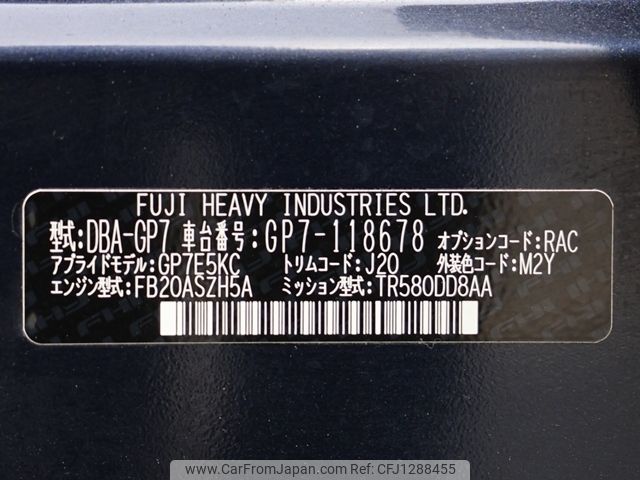 FUJI HEAVY INDUSTRIES LTD.
型式:DBA-GP7 車台番号:GP7-118678 オプションコード:RAC
アプライドモデル:GP7E5KC トリムコード:J20 外装色コード:M2Y
エンジン型式:FB20ASZH5A ミッション型式:TR580DD8AA
© CAR FROM JAPAN - www.CarFromJapan.com - CFJ1288455